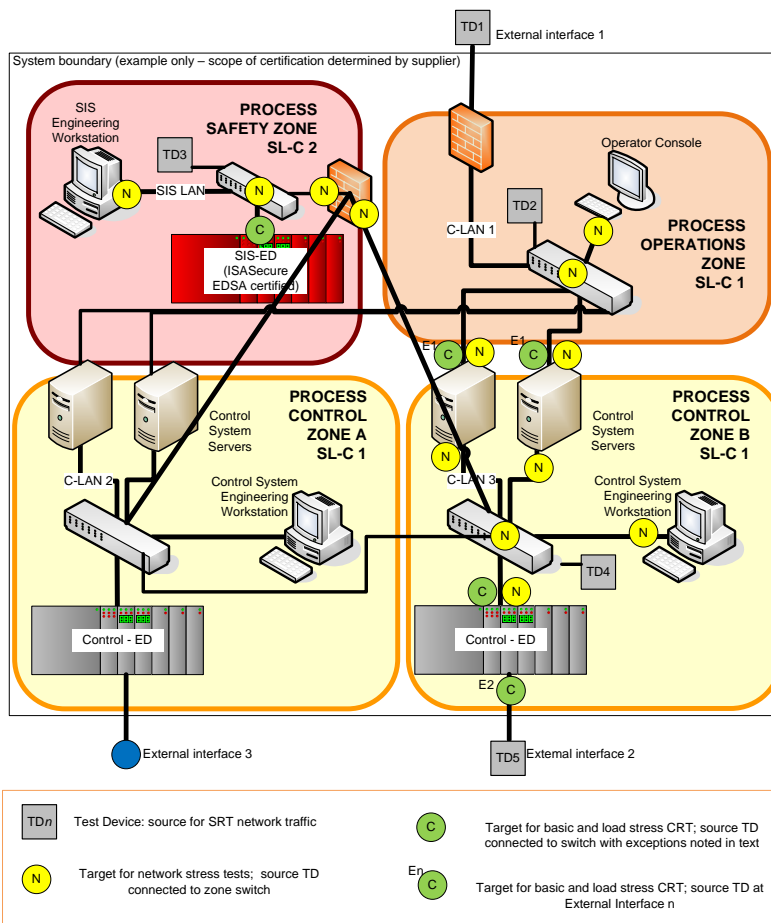 TD1
External interface 1
System boundary (example only – scope of certification determined by supplier)
SIS
Engineering
Workstation
PROCESS
SAFETY ZONE
SL-C 2
TD3
N
SIS LAN
N
N
N
C
SIS-ED
(ISASecure
EDSA certified)
Operator Console
TD2
C-LAN 1
N
N
PROCESS
OPERATIONS
ZONE
SL-C 1
E1
C
N
E1
C
N
PROCESS
CONTROL
ZONE A
SL-C 1
Control
System
Servers
C-LAN 2
Control System
Engineering
Workstation
Control - ED
PROCESS
CONTROL
ZONE B
SL-C 1
Control
System
Servers
N
N
C-LAN 3
Control System
Engineering
Workstation
N
N
TD4
C
N
Control - ED
E2
C
External interface 3
TD5
External interface 2
TDn
Test Device: source for SRT network traffic
N
Target for network stress tests; source TD
connected to zone switch
C
Target for basic and load stress CRT; source TD
connected to switch with exceptions noted in text
En
C
Target for basic and load stress CRT; source TD at
External Interface n